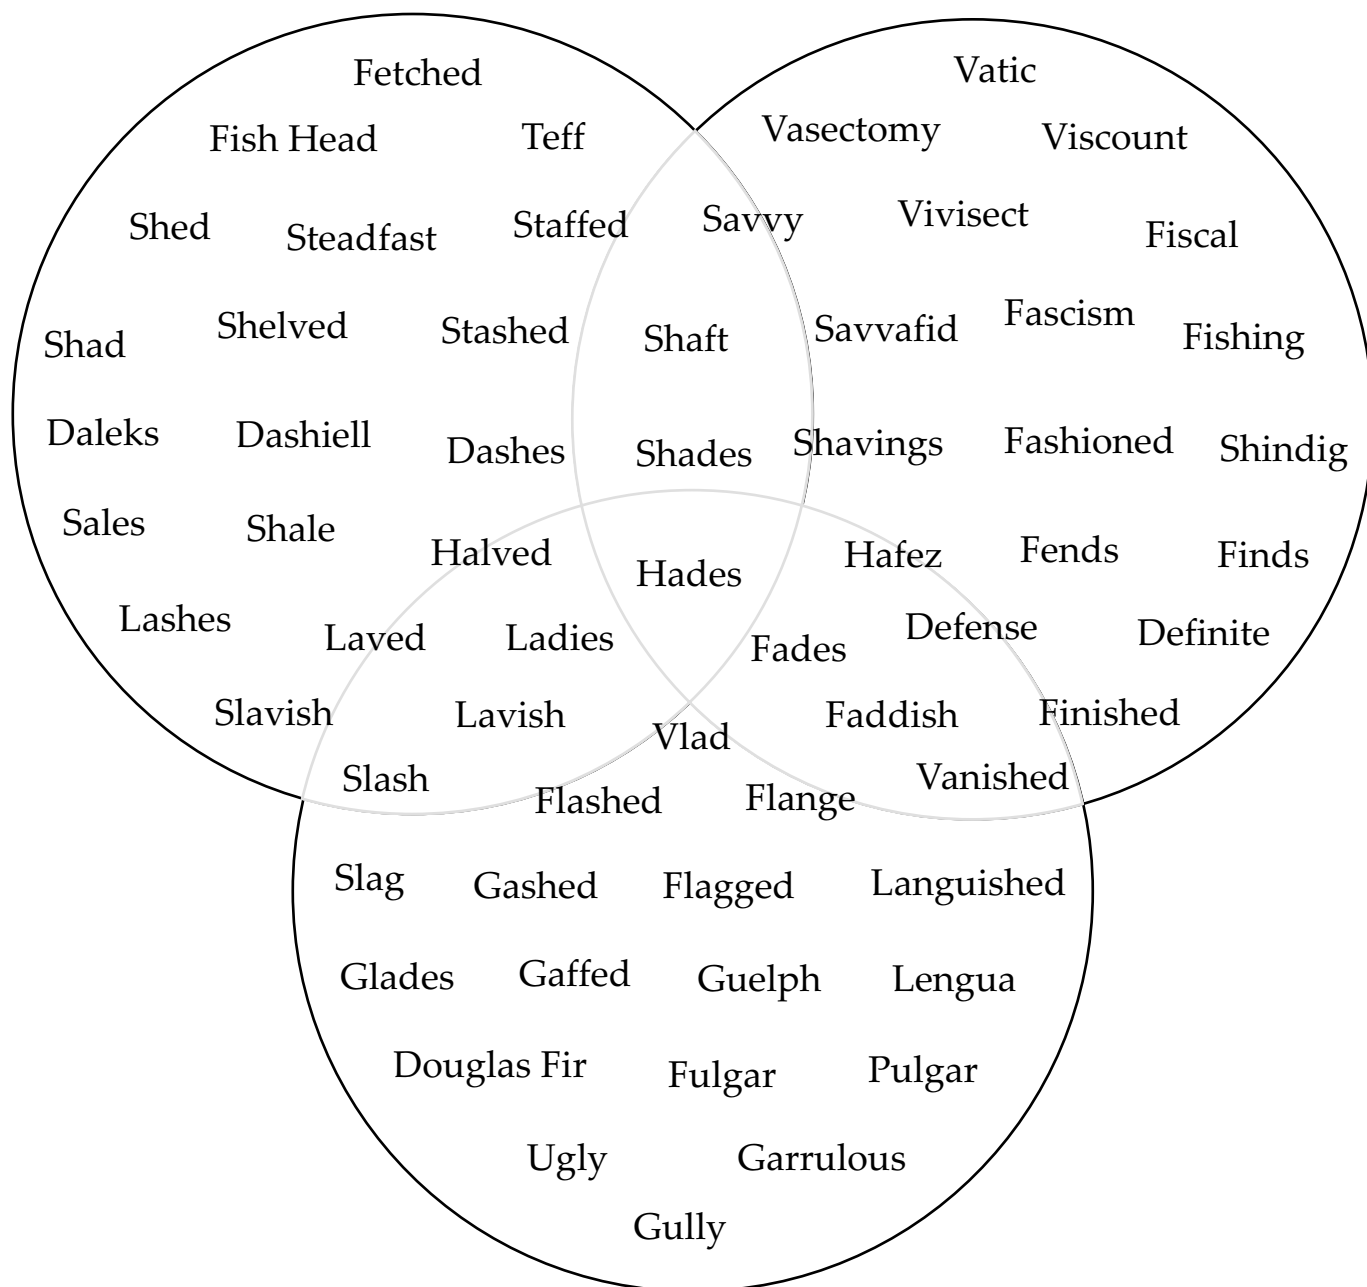 Fetched
Vatic
Fish Head
Teff
Vasectomy
Viscount
Shed
Steadfast
Staffed
Savvy
Vivisect
Fiscal
Shad
Shelved
Stashed
Shaft
Savvafid
Fascism
Fishing
Daleks
Dashiell
Dashes
Shades
Shavings
Fashioned
Shindig
Sales
Shale
Halved
Hades
Hafez
Fends
Finds
Lashes
Laved
Ladies
Fades
Defense
Definite
Slavish
Lavish
Vlad
Faddish
Finished
Slash
Flashed
Flange
Vanished
Slag
Gashed
Flagged
Languished
Glades
Gaffed
Guelph
Lengua
Douglas Fir
Fulgar
Pulgar
Ugly
Garrulous
Gully